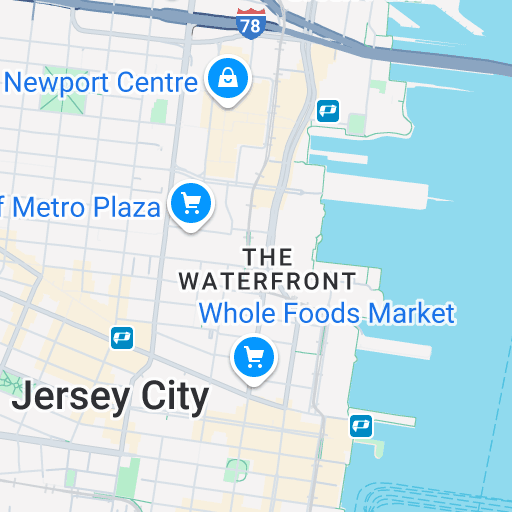 78
Newport Centre
f Metro Plaza
THE
WATERFRONT
Whole Foods Market
Jersey City